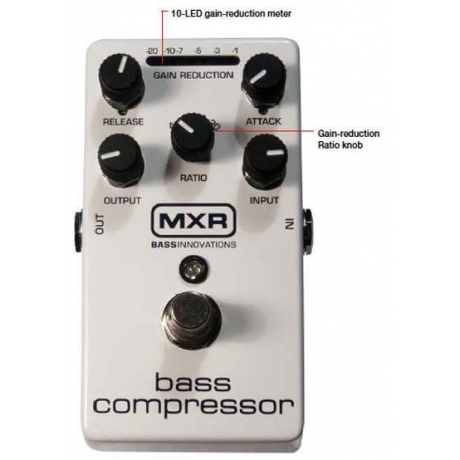 10-LED gain-reduction meter
-20 -10 -7 -5 -3 -1
GAIN REDUCTION
RELEASE
ATTACK
Gain-reduction
Ratio knob
RATIO
OUTPUT
INPUT
OUT
IN
MXR
BASSINNOVATIONS
bass
compressor